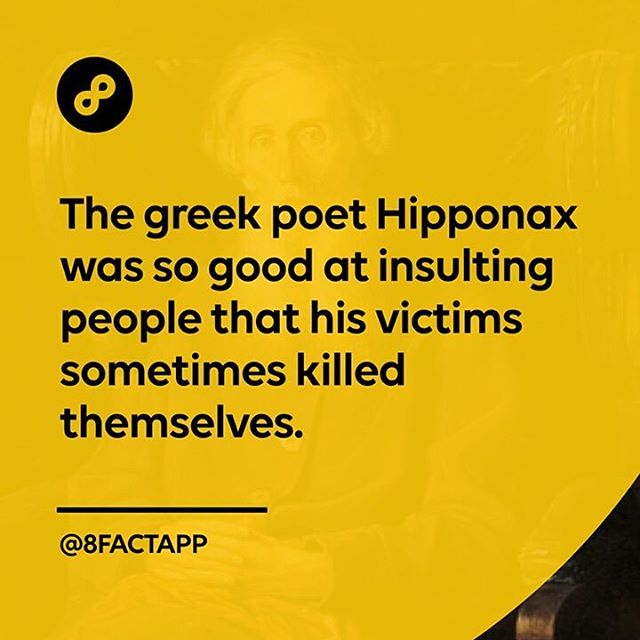 The greek poet Hipponax
was so good at insulting
people that his victims
sometimes killed
themselves.
@8FACTAPP